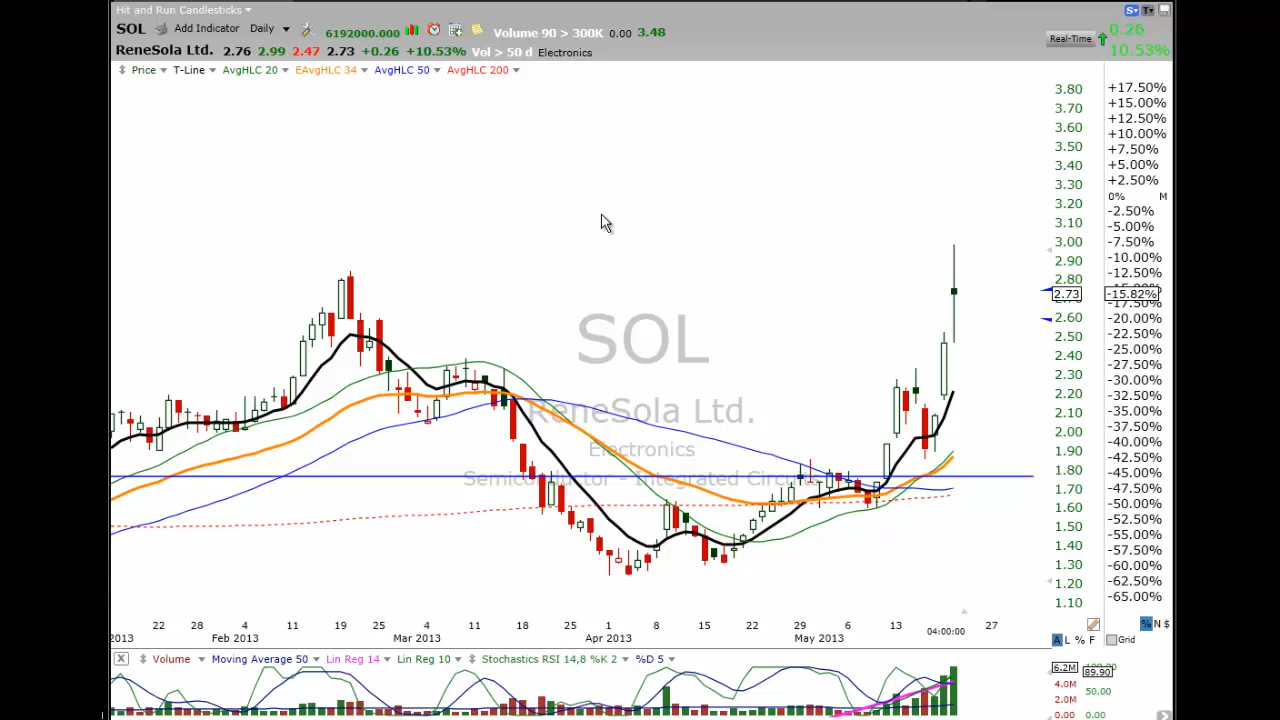 Hit and Run Candlesticks
SOL Add Indicator Daily 6192000.000 Volume 90 > 300K 0.00 3.48
ReneSola Ltd. 2.76 2.99 2.47 2.73 +0.26 +10.53% Vol > 50 d Electronics
Real-Time 0.26
10.53%
Price T-Line AvgHLC 20 EAvgHLC 34 AvgHLC 50 AvgHLC 200
3.80 +17.50%
3.70 +15.00%
3.60 +12.50%
3.50 +10.00%
3.40 +7.50%
3.30 +5.00%
3.20 +2.50%
3.10 0% M
3.00 -2.50%
2.90 -5.00%
2.80 -7.50%
2.73 -10.00%
2.60 -12.50%
2.50 -15.82%
2.40 -17.50%
2.30 -20.00%
2.20 -22.50%
2.10 -25.00%
2.00 -27.50%
1.90 -30.00%
1.80 -32.50%
1.70 -35.00%
1.60 -37.50%
1.50 -40.00%
1.40 -42.50%
1.30 -45.00%
1.20 -47.50%
1.10 -50.00%
-52.50%
-55.00%
-57.50%
-60.00%
-62.50%
-65.00%
SOL
ReneSola Ltd.
Electronics
Semiconductor - Integrated Circu
22 28 4 11 19 25 4 11 18 25 1 8 15 22 29 6 13 04:00:00 27
2013 Feb 2013 Mar 2013 Apr 2013 May 2013
% N $
A L % F Grid
X Volume Moving Average 50 Lin Reg 14 Lin Reg 10 Stochastics RSI 14,8 %K 2 %D 5
6.2M 89.90
4.0M 50.00
2.0M
0.00 0.00